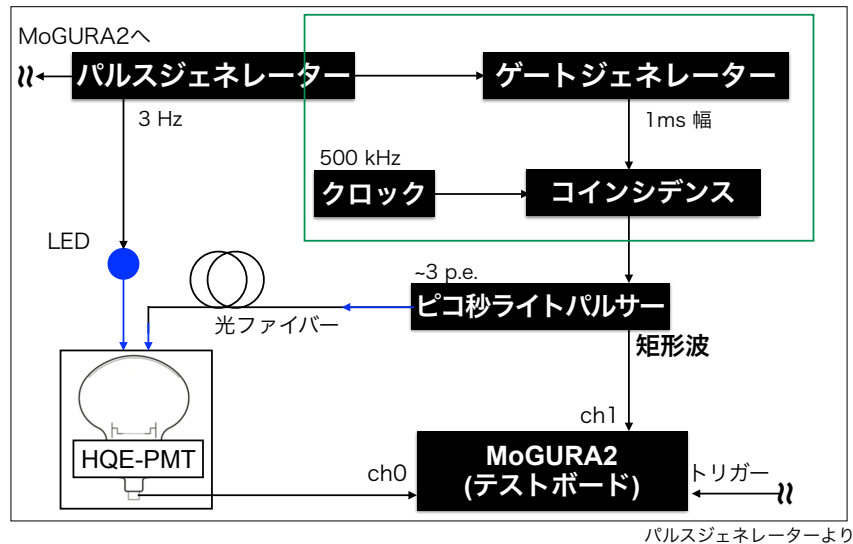 MoGURA2へ
パルスジェネレーター
ゲートジェネレーター
3 Hz
1ms 幅
500 kHz
クロック
コインシデンス
LED
~3 p.e.
ピコ秒ライトパルサー
光ファイバー
矩形波
ch1
HQE-PMT
ch0
MoGURA2
(テストボード)
トリガー
パルスジェネレーターより